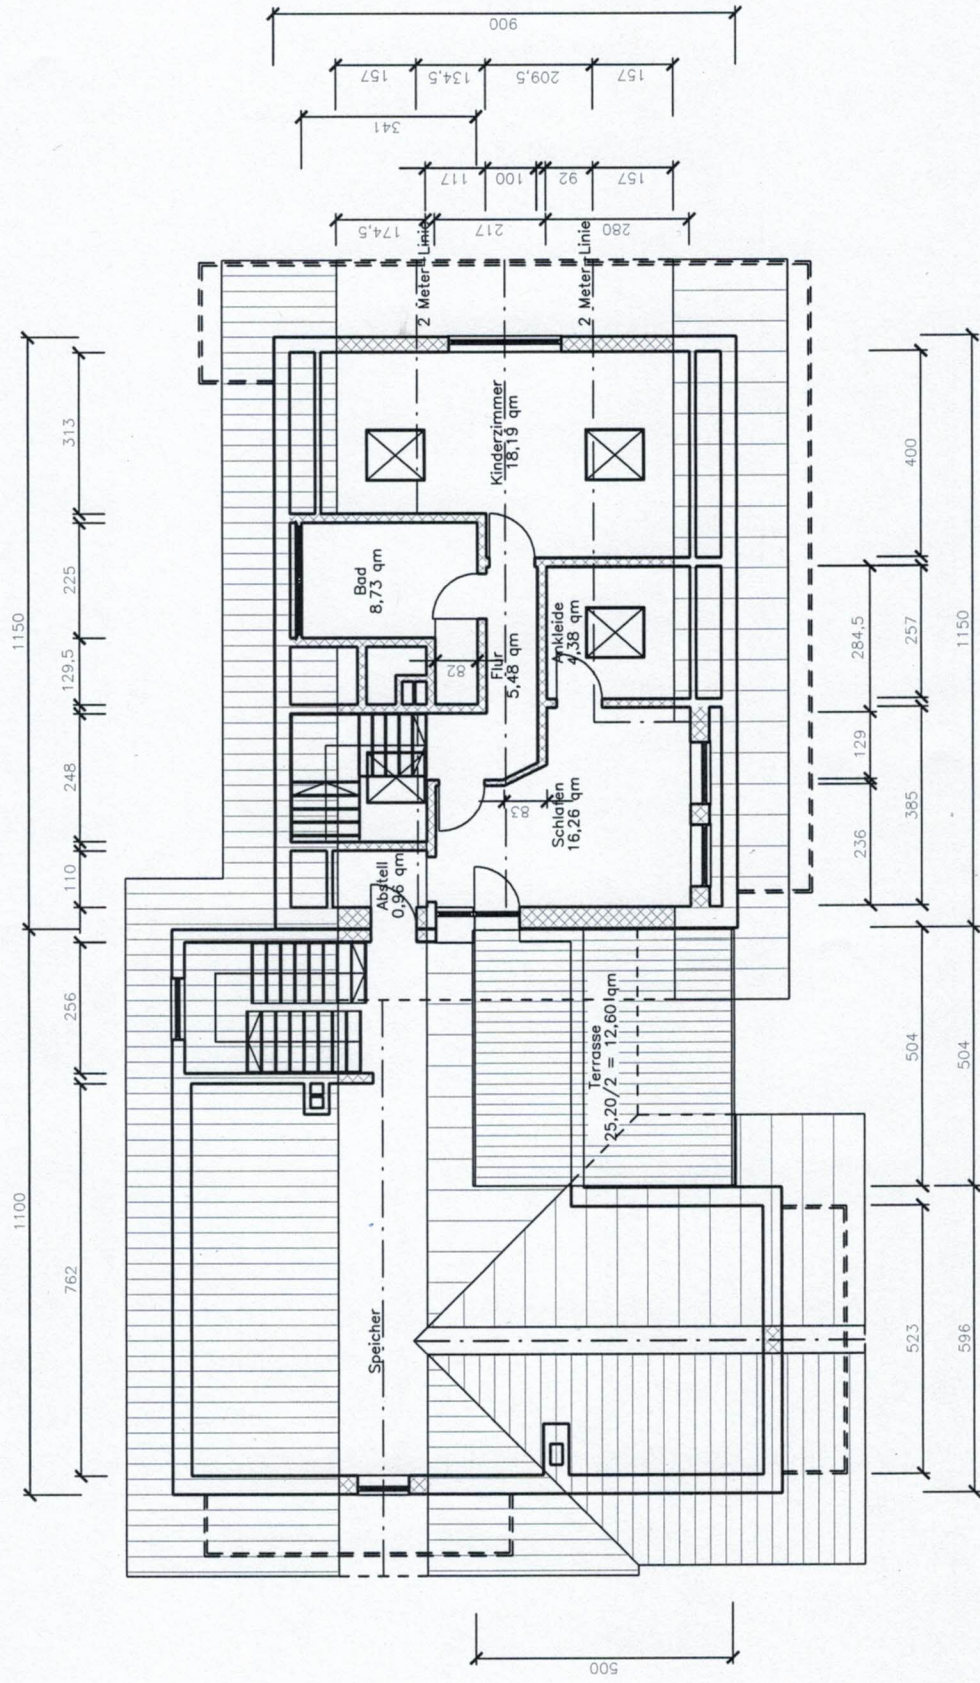 900
157
134,5
209,5
157
341
117
100
92
157
174,5
217
280
2 Meter Linie
2 Meter Linie
1150
313
225
129,5
248
110
Kinderzimmer
18,19 qm
Bad
8,73 qm
82
Flur
5,48 qm
Ankleide
4,38 qm
Schlafen
16,26 qm
83
Abstell
0,96 qm
400
284,5
257
1150
129
385
236
256
1100
762
Speicher
Terrasse
25,20/2 = 12,60 qm
504
504
523
596
500